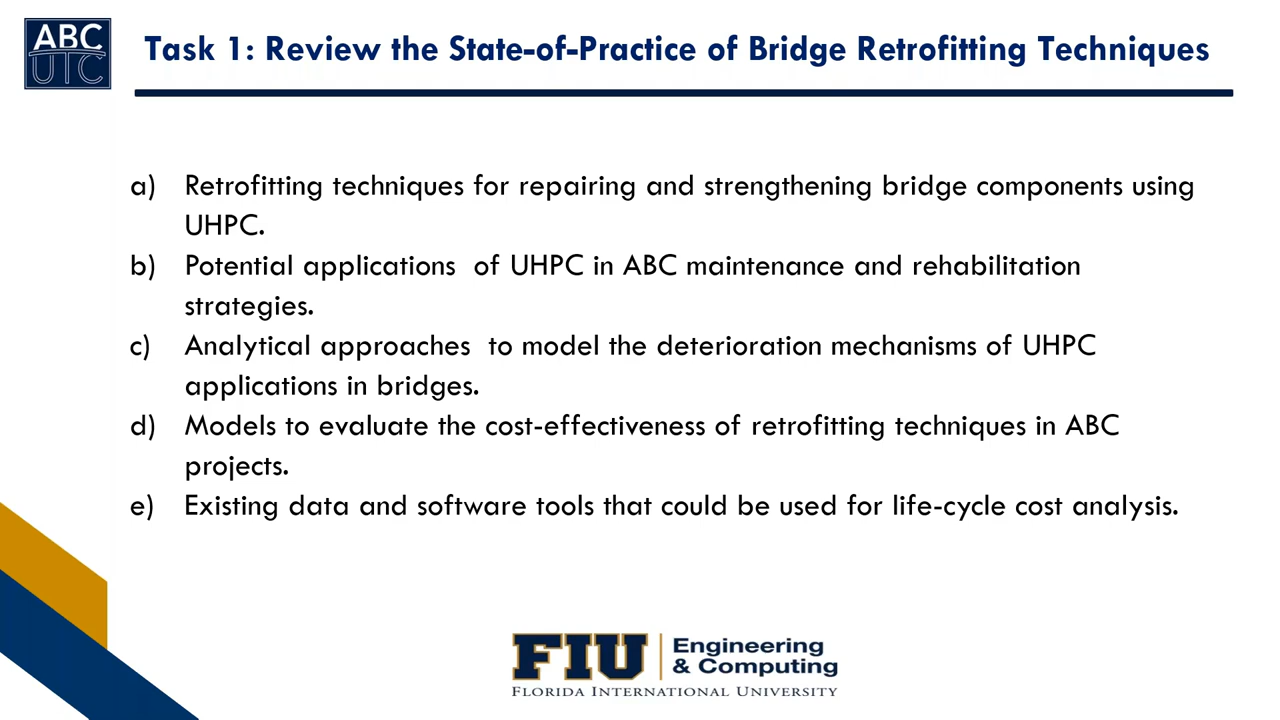 ABC
UTC
Task 1: Review the State-of-Practice of Bridge Retrofitting Techniques
a) Retrofitting techniques for repairing and strengthening bridge components using
UHPC.
b) Potential applications of UHPC in ABC maintenance and rehabilitation
strategies.
c) Analytical approaches to model the deterioration mechanisms of UHPC
applications in bridges.
d) Models to evaluate the cost-effectiveness of retrofitting techniques in ABC
projects.
e) Existing data and software tools that could be used for life-cycle cost analysis.
FIU Engineering
& Computing
FLORIDA INTERNATIONAL UNIVERSITY